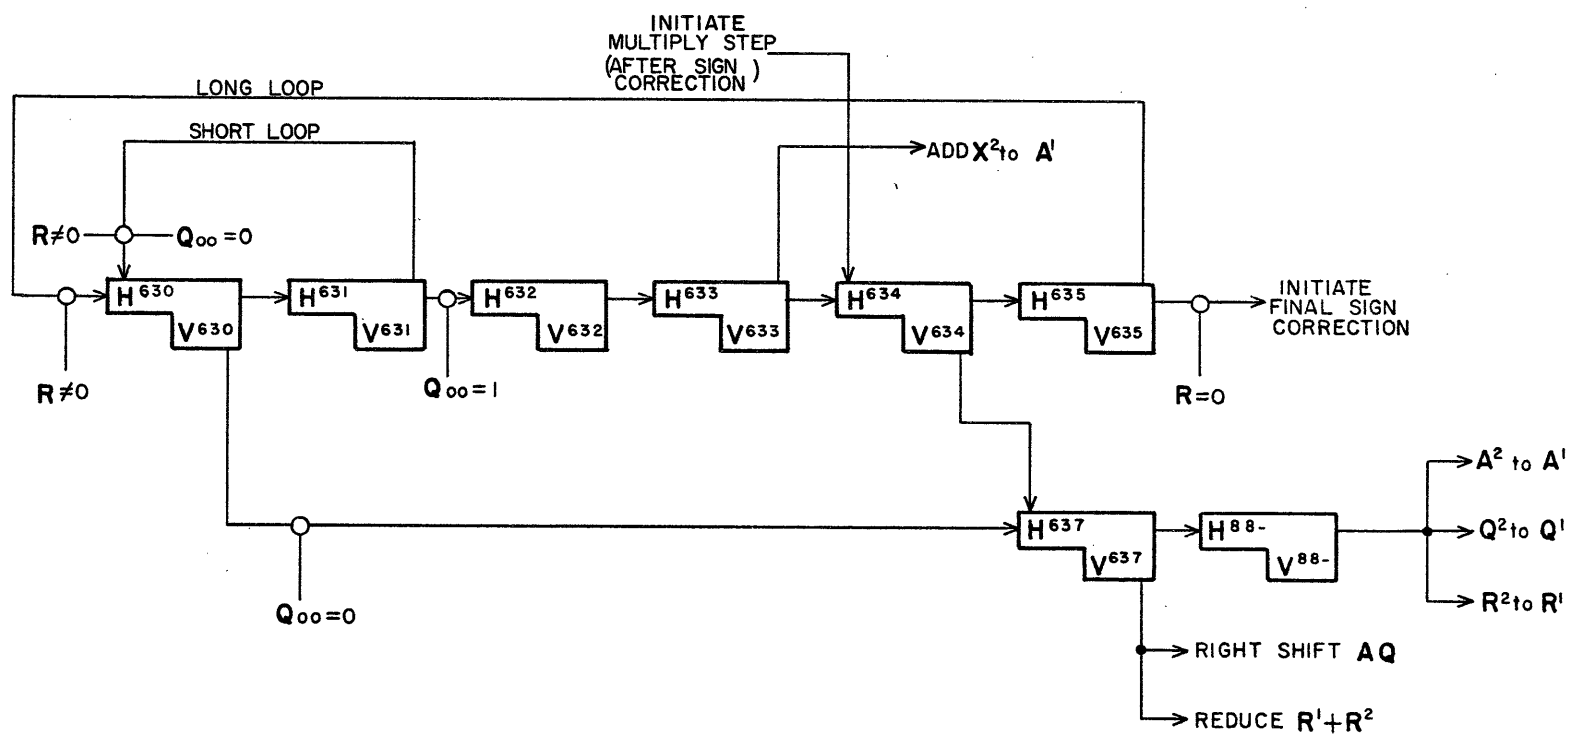 INITIATE
MULTIPLY STEP
(AFTER SIGN )
CORRECTION
LONG LOOP
SHORT LOOP
ADD X² to A¹
R≠0
Q₀₀=0
H⁶³⁰
V⁶³⁰
H⁶³¹
V⁶³¹
H⁶³²
V⁶³²
H⁶³³
V⁶³³
H⁶³⁴
V⁶³⁴
H⁶³⁵
V⁶³⁵
INITIATE
FINAL SIGN
CORRECTION
R≠0
Q₀₀=1
R=0
A² to A¹
H⁶³⁷
V⁶³⁷
H⁸⁸⁻
V⁸⁸⁻
Q² to Q¹
R² to R¹
Q₀₀=0
RIGHT SHIFT AQ
REDUCE R¹+R²